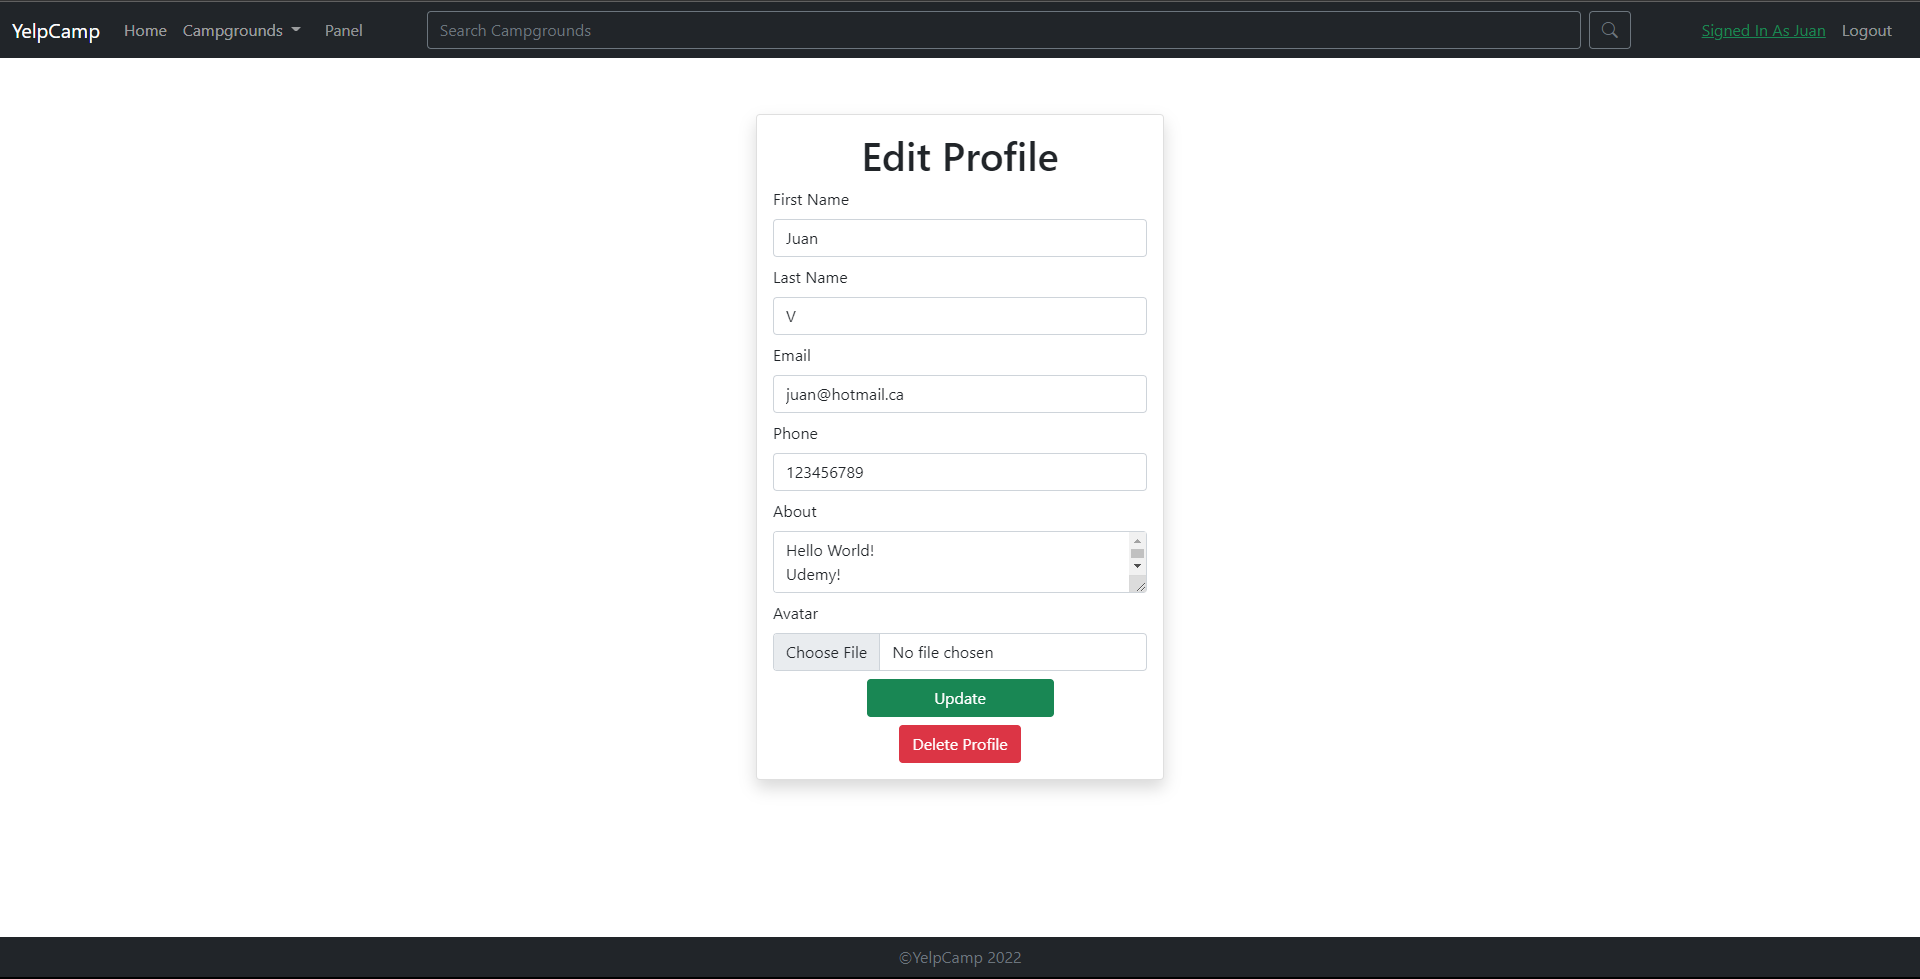 YelpCamp Home Campgrounds Panel Search Campgrounds Signed In As Juan Logout
Edit Profile
First Name
Juan
Last Name
V
Email
juan@hotmail.ca
Phone
123456789
About
Hello World!
Udemy!
Avatar
Choose File No file chosen
Update
Delete Profile
©YelpCamp 2022